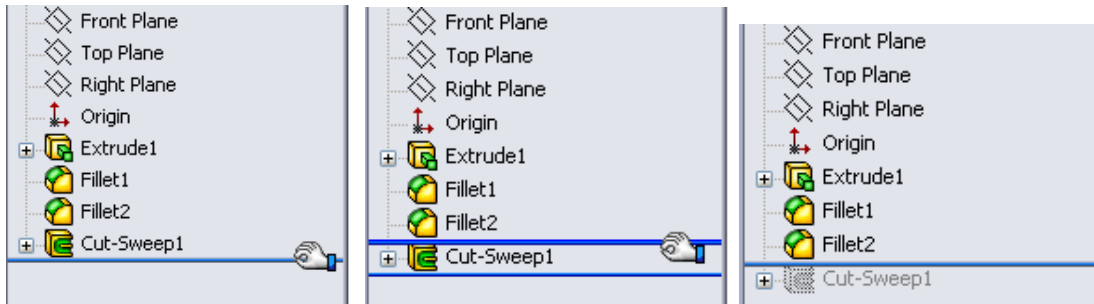 Front Plane
Top Plane
Right Plane
Origin
Extrude1
Fillet1
Fillet2
Cut-Sweep1
Front Plane
Top Plane
Right Plane
Origin
Extrude1
Fillet1
Fillet2
Cut-Sweep1
Front Plane
Top Plane
Right Plane
Origin
Extrude1
Fillet1
Fillet2
Cut-Sweep1